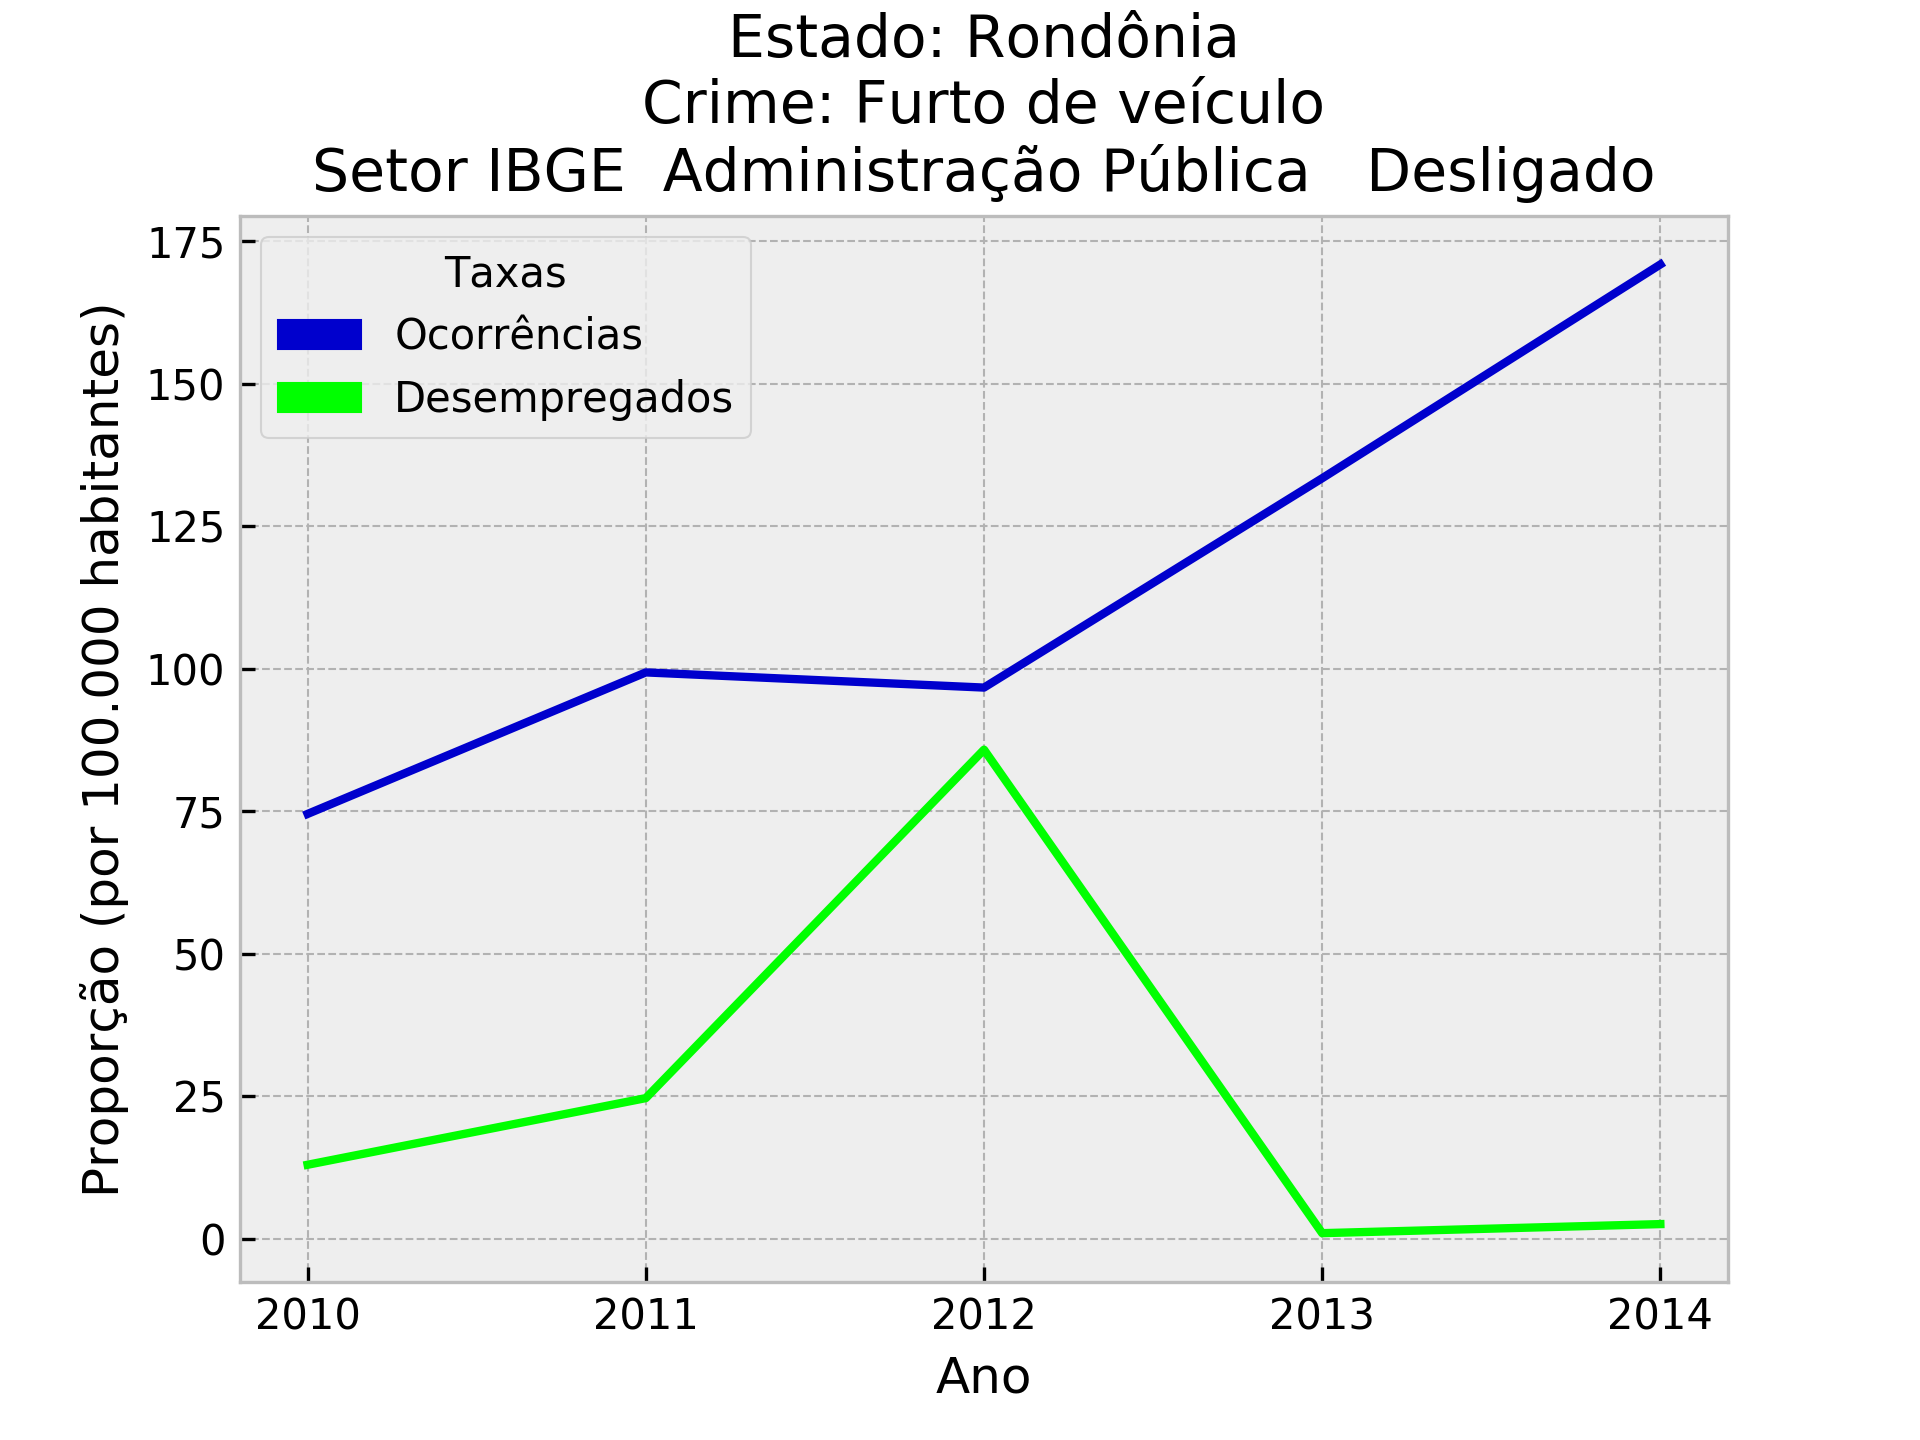 Estado: Rondônia
Crime: Furto de veículo
Setor IBGE  Administração Pública   Desligado
Taxas
Ocorrências
Desempregados
Proporção (por 100.000 habitantes)
175
150
125
100
75
50
25
0
2010
2011
2012
2013
2014
Ano